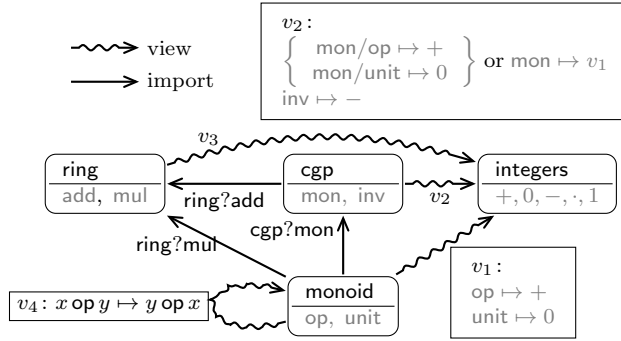 view
import
v₂ :
{ mon/op ↦ + } or mon ↦ v₁
{ mon/unit ↦ 0 }
inv ↦ −
v₃
ring
add, mul
cgp
mon, inv
integers
+, 0, −, ·, 1
ring?add
v₂
ring?mul
cgp?mon
v₁ :
op ↦ +
unit ↦ 0
monoid
op, unit
v₄ : x op y ↦ y op x